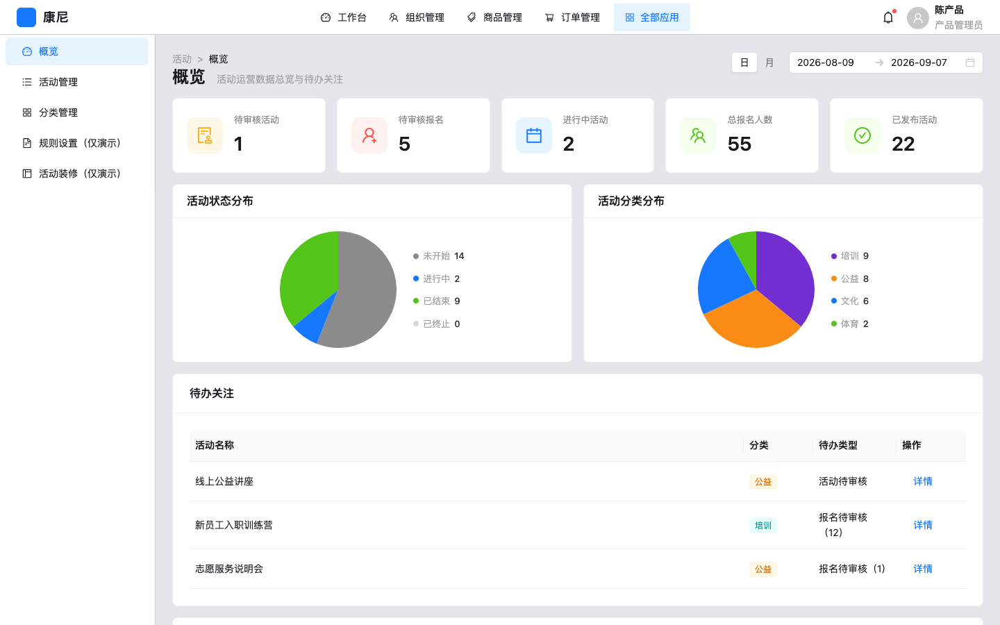 康尼
工作台
组织管理
商品管理
订单管理
全部应用
陈产品
产品管理员
概览
活动管理
分类管理
规则设置（仅演示）
活动装修（仅演示）
活动 > 概览
概览 活动运营数据总览与待办关注
日 月
2026-08-09 → 2026-09-07
待审核活动
1
待审核报名
5
进行中活动
2
总报名人数
55
已发布活动
22
活动状态分布
未开始 14
进行中 2
已结束 9
已终止 0
活动分类分布
培训 9
公益 8
文化 6
体育 2
待办关注
活动名称 分类 待办类型 操作
线上公益讲座 公益 活动待审核 详情
新员工入职训练营 培训 报名待审核
（12） 详情
志愿服务说明会 公益 报名待审核（1） 详情